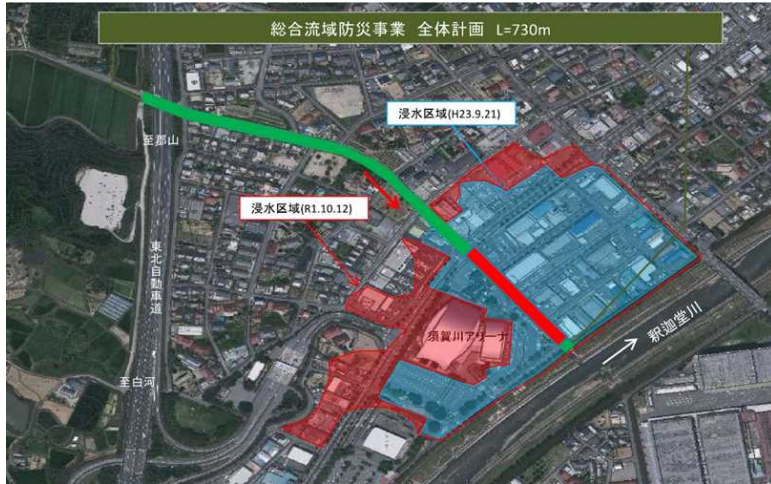 総合流域防災事業 全体計画 L=730m
浸水区域(H23.9.21)
至郡山
浸水区域(R1.10.12)
東北自動車道
須賀川アリーナ
釈迦堂川
至白河